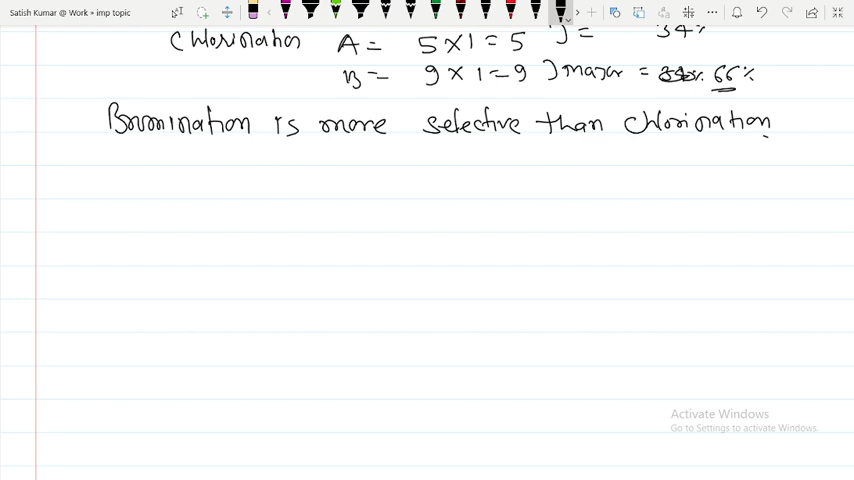 Satish Kumar @ Work » imp topic
Chlorination A = 5 × 1 = 5 } = 34%
B = 9 × 1 = 9 } major = 66%
Bromination is more selective than chlorination
Activate Windows
Go to Settings to activate Windows.